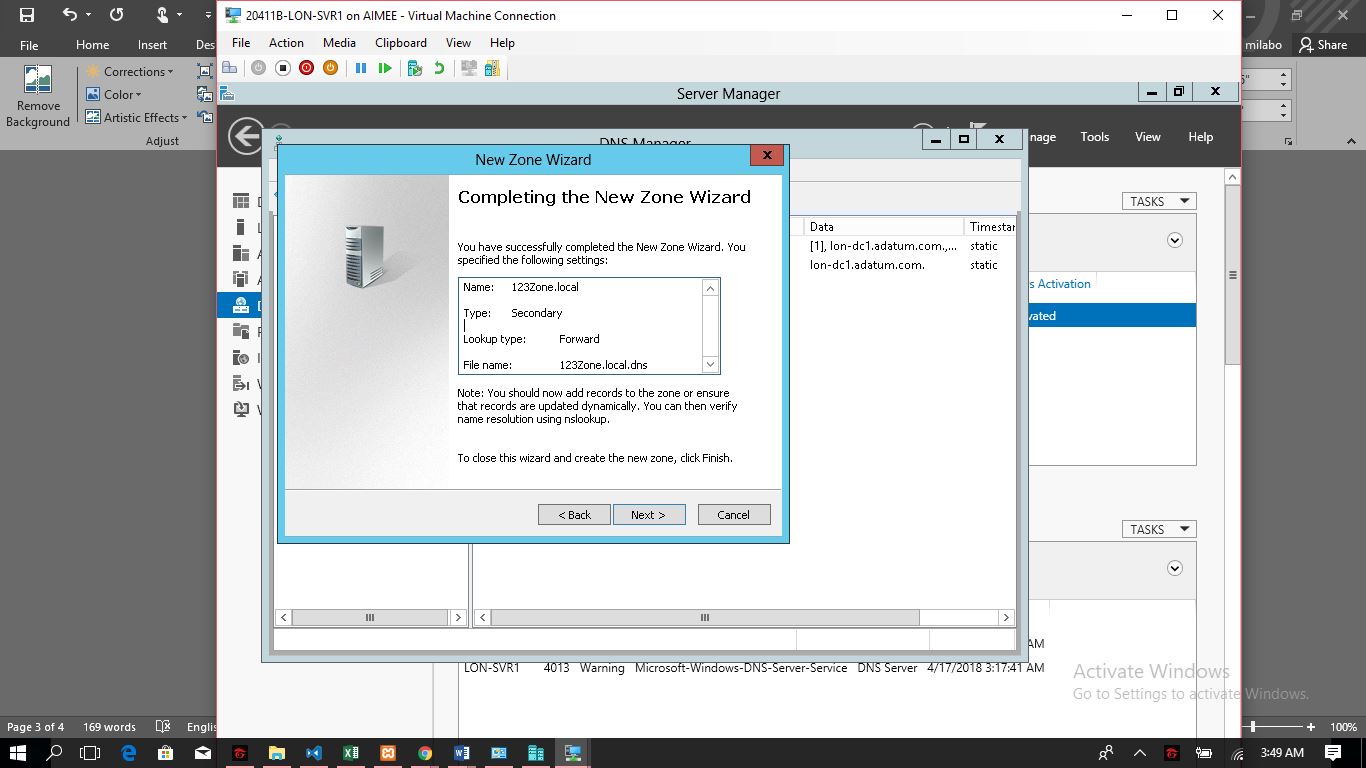 20411B-LON-SVR1 on AIMEE - Virtual Machine Connection
File Home Insert Des
File Action Media Clipboard View Help
milabo Share
Corrections
Color
Artistic Effects
Remove
Background
Adjust
Server Manager
nage Tools View Help
DNS Manager
New Zone Wizard
X
Completing the New Zone Wizard
You have successfully completed the New Zone Wizard. You
specified the following settings:
Name: 123Zone.local
Type: Secondary
Lookup type: Forward
File name: 123Zone.local.dns
Note: You should now add records to the zone or ensure
that records are updated dynamically. You can then verify
name resolution using nslookup.
To close this wizard and create the new zone, click Finish.
< Back Next > Cancel
Data Timestar
[1], lon-dc1.adatum.com.,... static
lon-dc1.adatum.com. static
TASKS
s Activation
vated
TASKS
AM
LON-SVR1 4013 Warning Microsoft-Windows-DNS-Server-Service DNS Server 4/17/2018 3:17:41 AM
Activate Windows
Go to Settings to activate Windows.
Page 3 of 4 169 words Englis
100%
3:49 AM